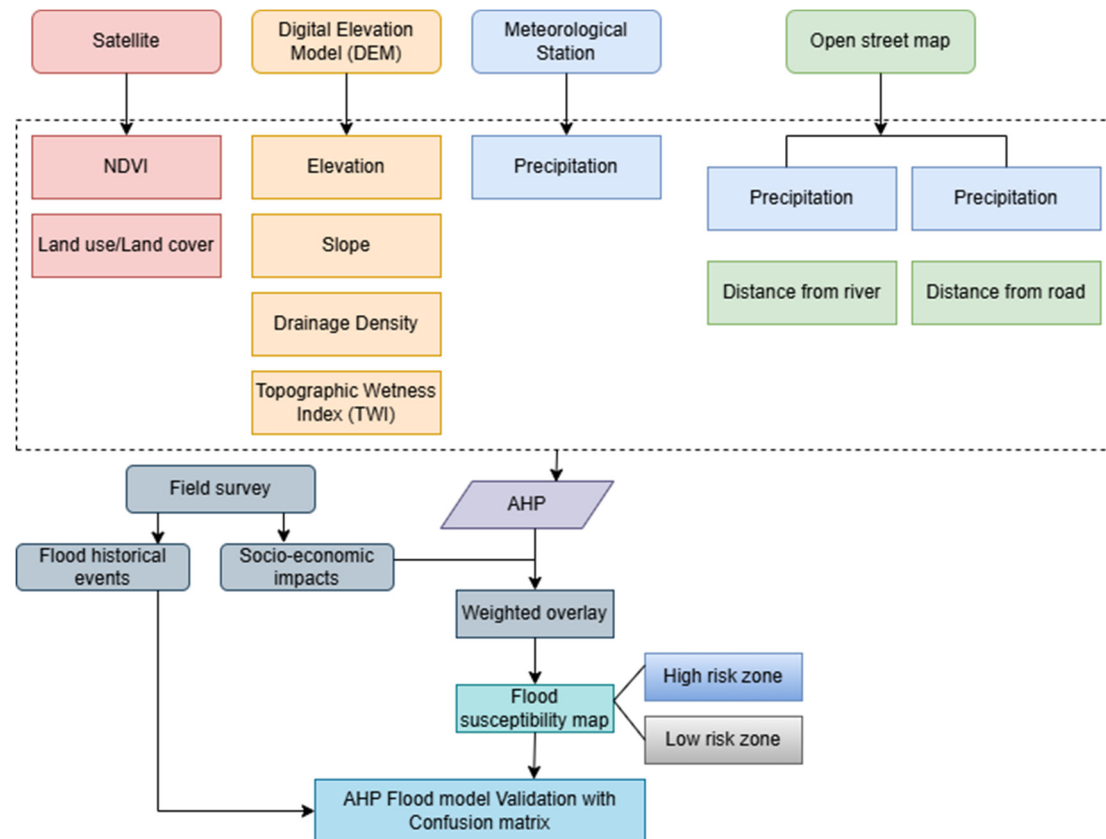 Satellite
Digital Elevation
Model (DEM)
Meteorological
Station
Open street map
NDVI
Elevation
Precipitation
Precipitation
Precipitation
Land use/Land cover
Slope
Distance from river
Distance from road
Drainage Density
Topographic Wetness
Index (TWI)
Field survey
AHP
Flood historical
events
Socio-economic
impacts
Weighted overlay
Flood
susceptibility map
High risk zone
Low risk zone
AHP Flood model Validation with
Confusion matrix